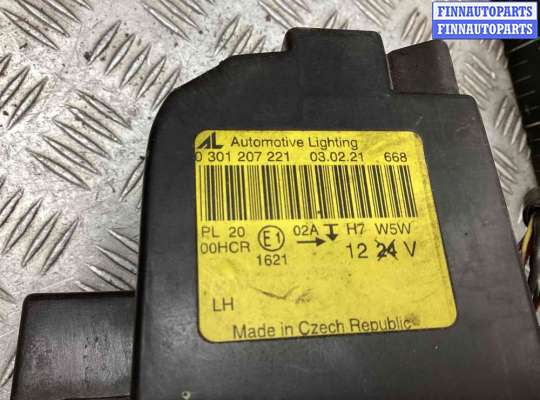 FINNAUTOPARTS
FINNAUTOPARTS
AL Automotive Lighting
0 301 207 221 03.02.21 668
PL 20 E1 02A H7 W5W
00HCR 1621 12 24 V
LH
Made in Czech Republic